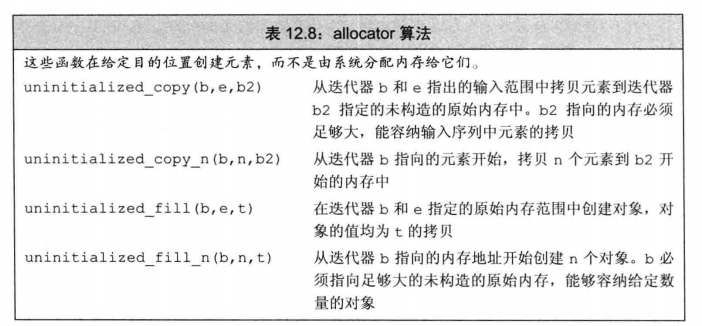 表 12.8：allocator 算法
这些函数在给定目的位置创建元素，而不是由系统分配内存给它们。
uninitialized_copy(b,e,b2) 从迭代器 b 和 e 指出的输入范围中拷贝元素到迭代器
b2 指定的未构造的原始内存中。b2 指向的内存必须
足够大，能容纳输入序列中元素的拷贝
uninitialized_copy_n(b,n,b2) 从迭代器 b 指向的元素开始，拷贝 n 个元素到 b2 开
始的内存中
uninitialized_fill(b,e,t) 在迭代器 b 和 e 指定的原始内存范围中创建对象，对
象的值均为 t 的拷贝
uninitialized_fill_n(b,n,t) 从迭代器 b 指向的内存地址开始创建 n 个对象。b 必
须指向足够大的未构造的原始内存，能够容纳给定数
量的对象